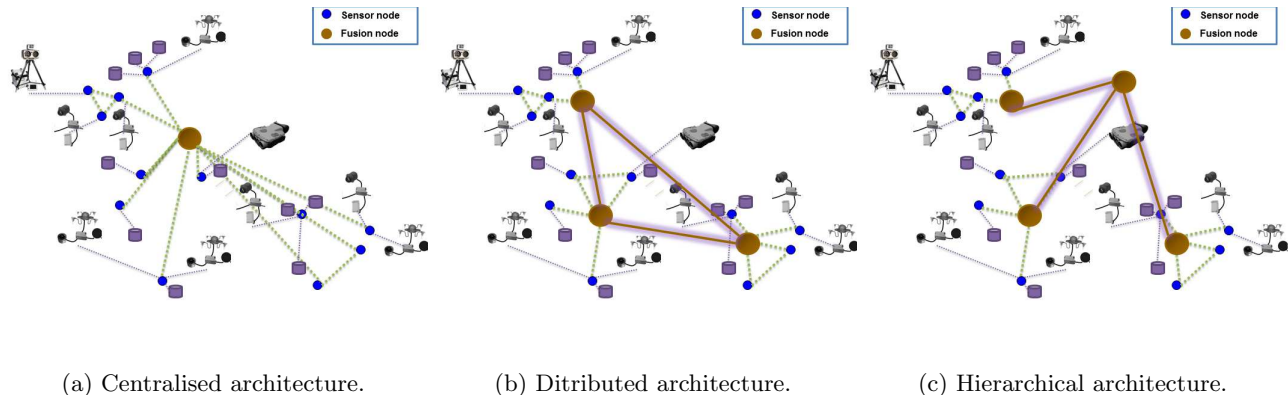 Sensor node
Fusion node
Sensor node
Fusion node
Sensor node
Fusion node
(a) Centralised architecture.
(b) Ditributed architecture.
(c) Hierarchical architecture.